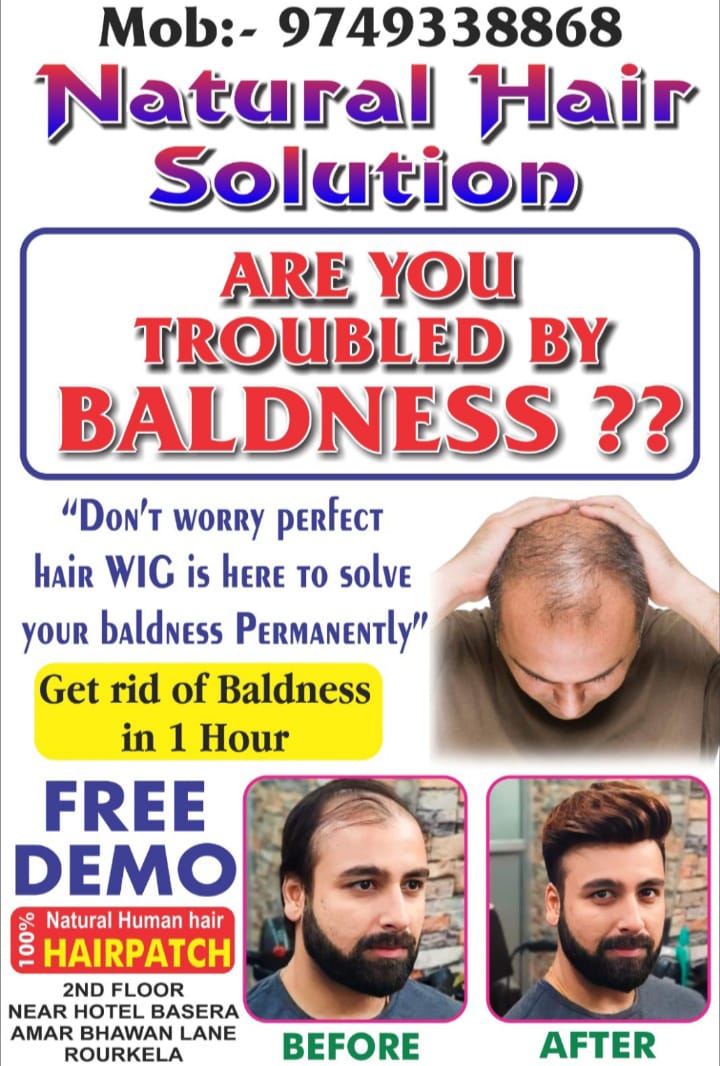 Mob:- 9749338868
Natural Hair
Solution
ARE YOU
TROUBLED BY
BALDNESS ??
"Don't worry perfect
hair WIG is here to solve
your baldness Permanently"
Get rid of Baldness
in 1 Hour
FREE
DEMO
100% Natural Human hair
HAIRPATCH
2ND FLOOR
NEAR HOTEL BASERA
AMAR BHAWAN LANE
ROURKELA
BEFORE
AFTER